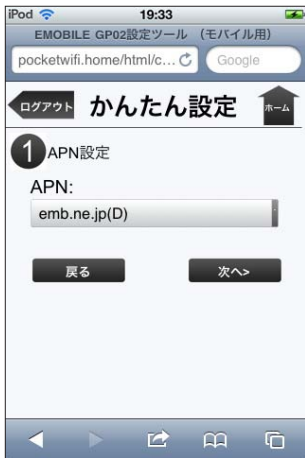 iPod 19:33
EMOBILE GP02設定ツール （モバイル用）
pocketwifi.home/html/c... Google
ログアウト かんたん設定 ホーム
1 APN設定
APN:
emb.ne.jp(D)
戻る 次へ>